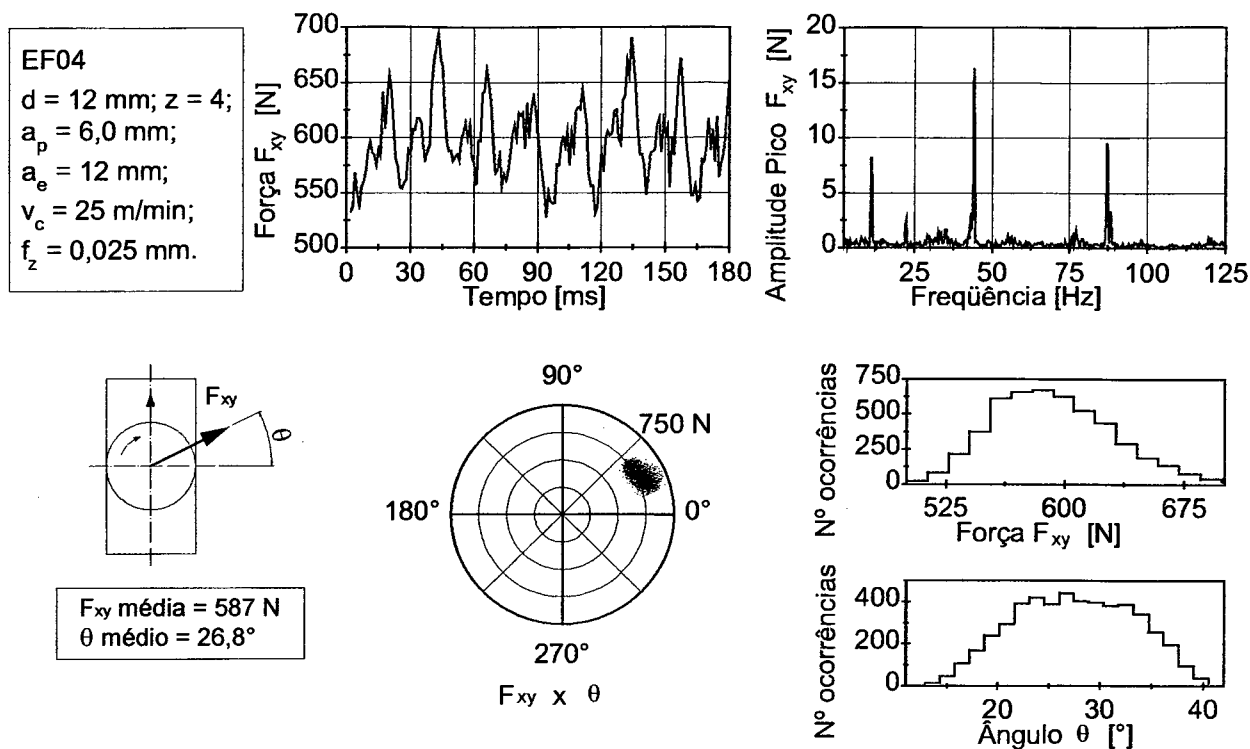 EF04
d = 12 mm; z = 4;
a_p = 6,0 mm;
a_e = 12 mm;
v_c = 25 m/min;
f_z = 0,025 mm.
Força F_xy [N]
700
650
600
550
500
0 30 60 90 120 150 180
Tempo [ms]
Amplitude Pico F_xy [N]
20
15
10
5
0
25 50 75 100 125
Freqüência [Hz]
F_xy
θ
F_xy média = 587 N
θ médio = 26,8°
90°
750 N
180°
0°
270°
F_xy x θ
Nº ocorrências
750
500
250
0
525 600 675
Força F_xy [N]
Nº ocorrências
400
200
0
20 30 40
Ângulo θ [°]